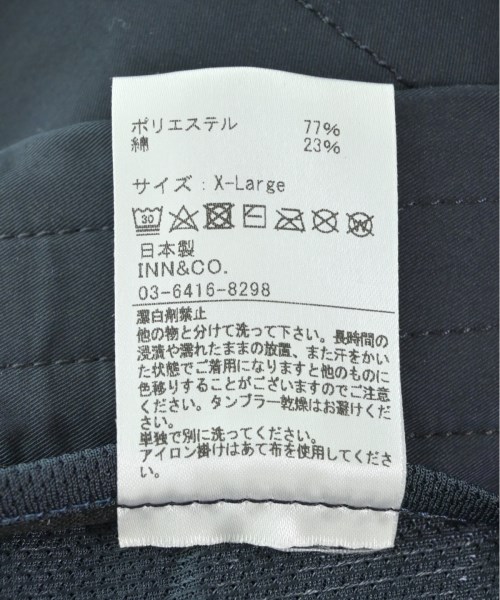 ポリエステル 77%
綿 23%
サイズ：X-Large
30
日本製
INN&CO.
03-6416-8298
漂白剤禁止
他の物と分けて洗って下さい。長時間の
浸漬や濡れたままの放置、また汗をかい
た状態でご着用になりますと他のものに
色移りすることがございますのでご注意
ください。タンブラー乾燥はお避けくだ
さい。
単独で別に洗ってください。
アイロン掛けはあて布を使用してくださ
い。